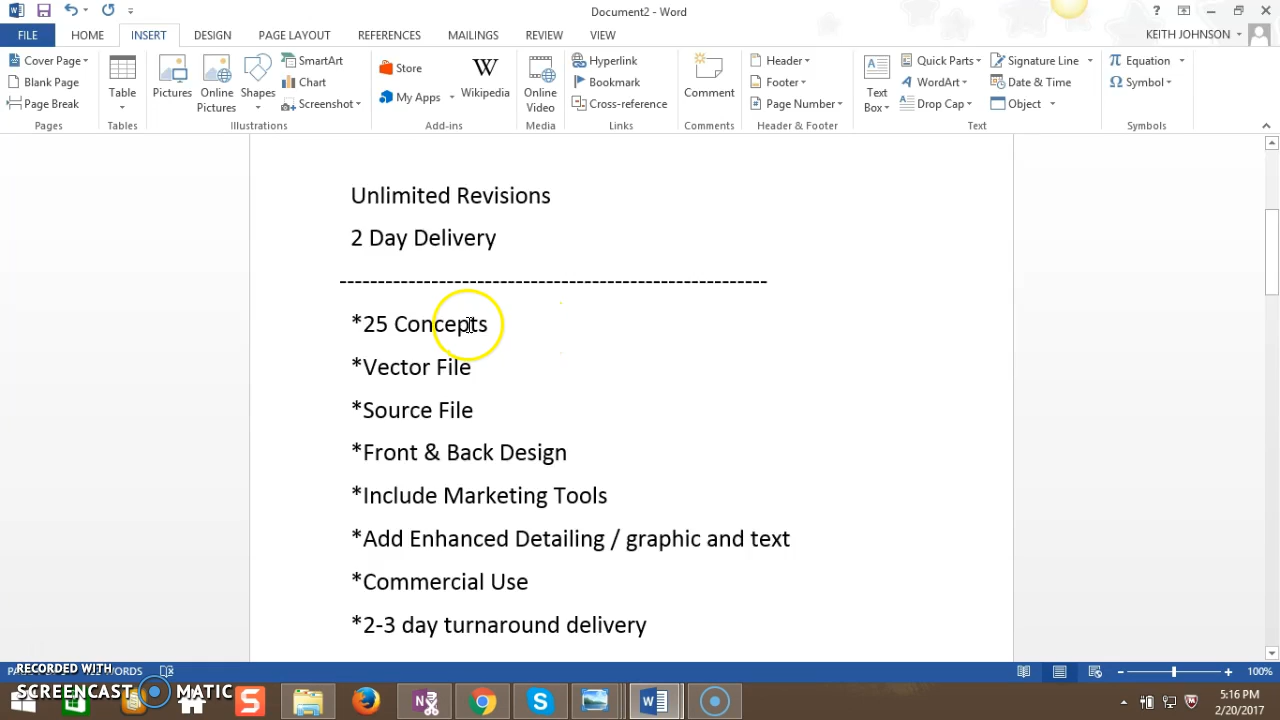 Document2 - Word
FILE HOME INSERT DESIGN PAGE LAYOUT REFERENCES MAILINGS REVIEW VIEW KEITH JOHNSON
Cover Page
Blank Page
Page Break
Pages
Table
Tables
Pictures
Online Pictures
Shapes
SmartArt
Chart
Screenshot
Illustrations
Store
My Apps
Wikipedia
Add-ins
Online Video
Media
Hyperlink
Bookmark
Cross-reference
Links
Comment
Comments
Header
Footer
Page Number
Header & Footer
Text Box
Quick Parts
WordArt
Drop Cap
Signature Line
Date & Time
Object
Text
Equation
Symbol
Symbols
Unlimited Revisions
2 Day Delivery
--------------------------------------------------------
*25 Concepts
*Vector File
*Source File
*Front & Back Design
*Include Marketing Tools
*Add Enhanced Detailing / graphic and text
*Commercial Use
*2-3 day turnaround delivery
WORDS
100%
RECORDED WITH
SCREENCAST MATIC
5:16 PM
2/20/2017